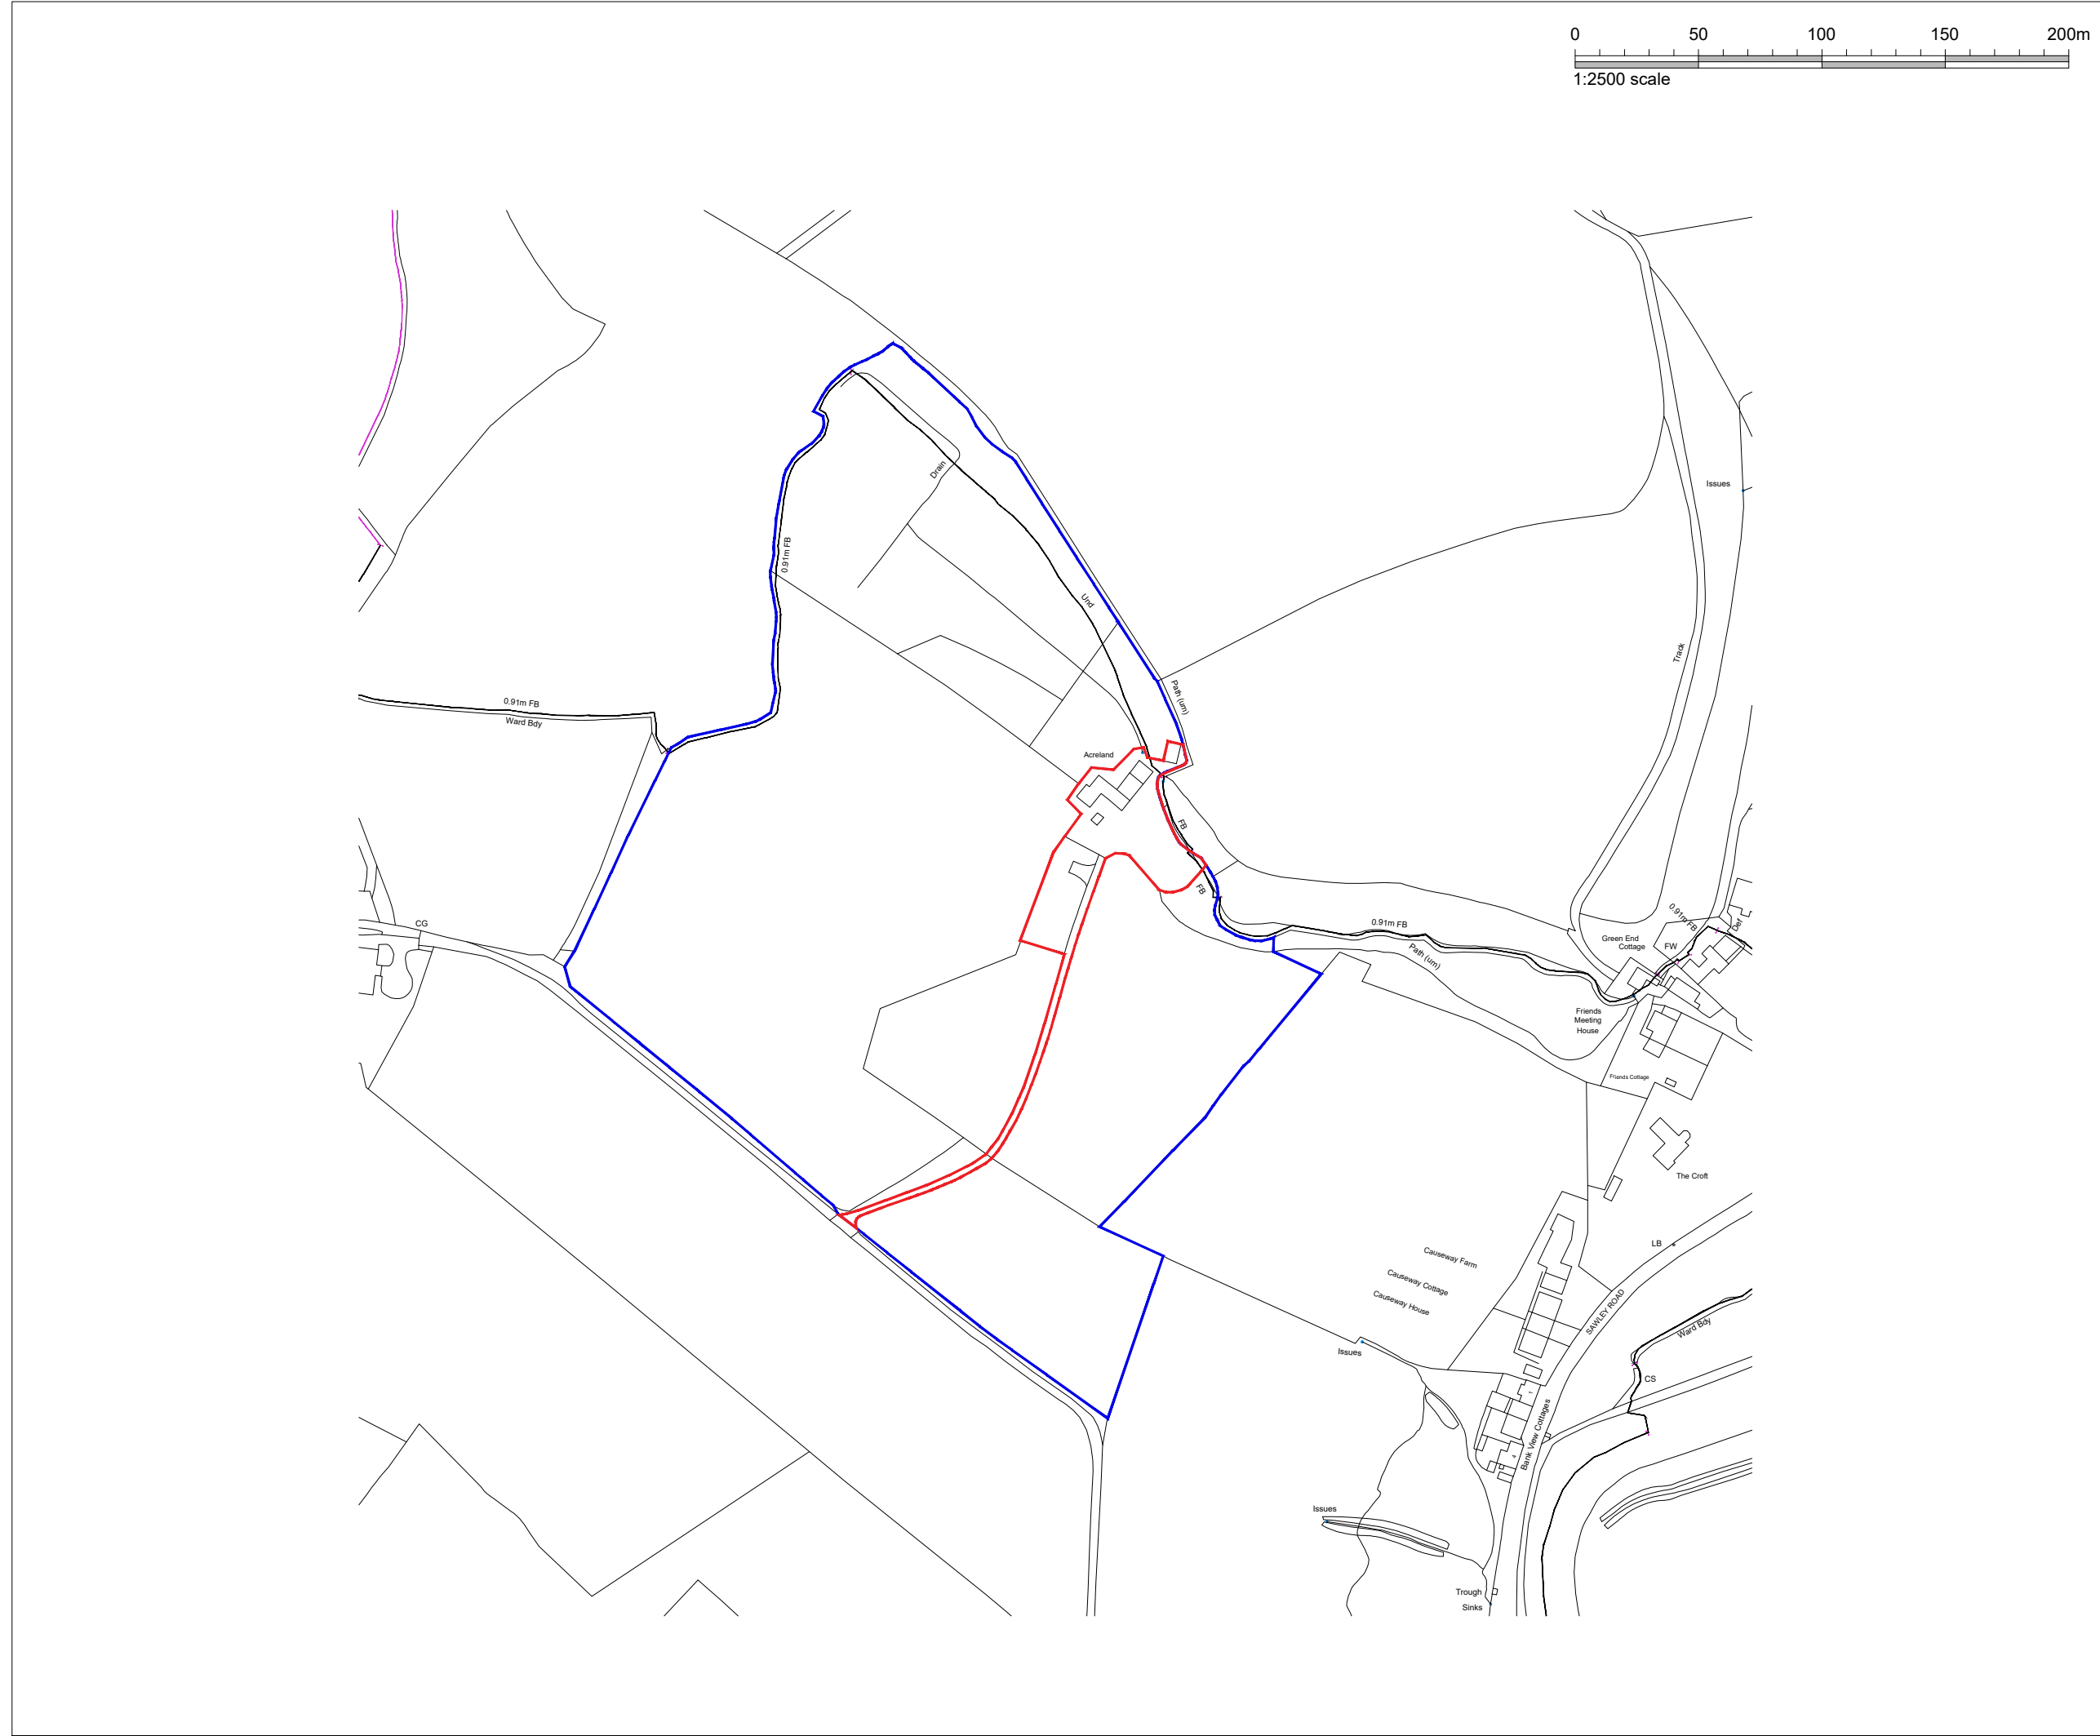 0 50 100 150 200m
1:2500 scale
Drain
Issues
0.91m FB
Und
Track
Path (um)
0.91m FB
Ward Bdy
Acreland
FB
FB
CG
0.91m FB
0.91m FB
Def
Path (um)
Green End
Cottage
FW
Friends
Meeting
House
Friends Cottage
The Croft
LB
Causeway Farm
Causeway Cottage
Causeway House
SAWLEY ROAD
Ward Bdy
Issues
CS
1
Bank View Cottages
4
Issues
Trough
Sinks